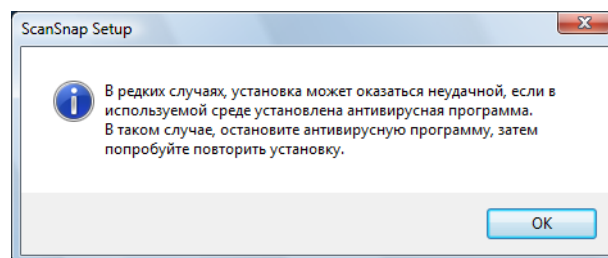 ScanSnap Setup
В редких случаях, установка может оказаться неудачной, если в
используемой среде установлена антивирусная программа.
В таком случае, остановите антивирусную программу, затем
попробуйте повторить установку.
OK